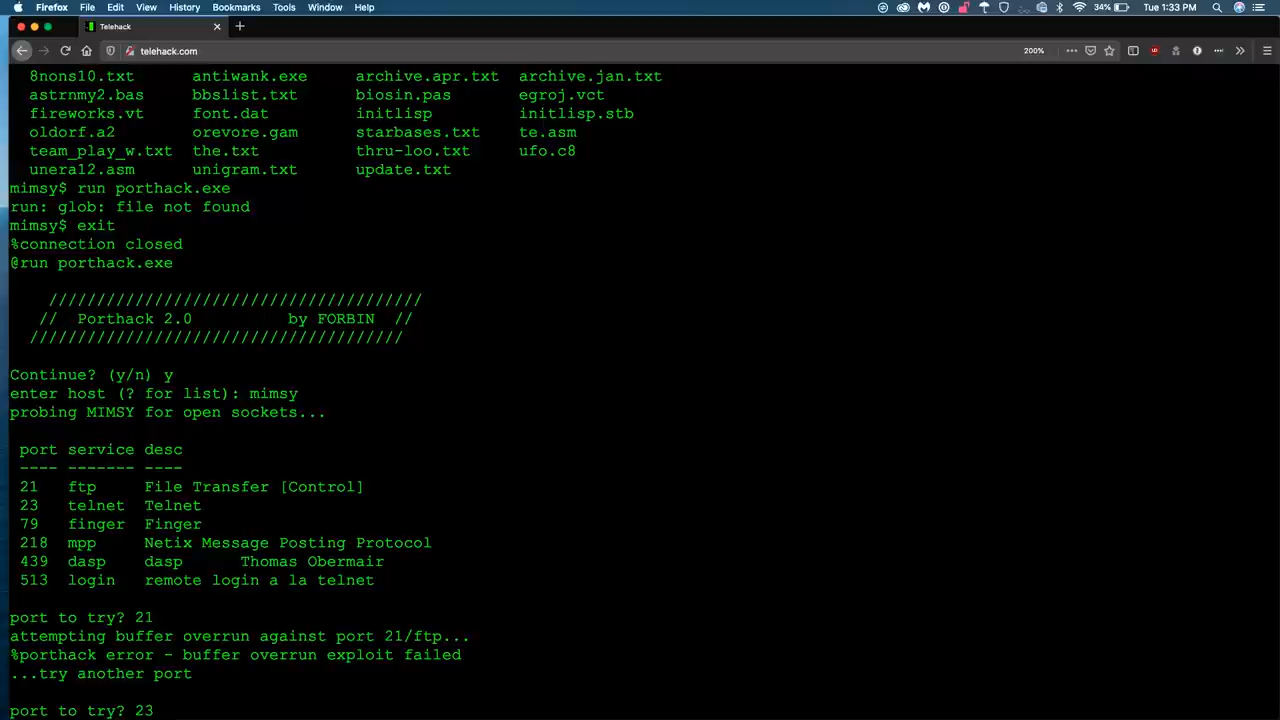 Firefox File Edit View History Bookmarks Tools Window Help 34% Tue 1:33 PM
Telehack
telehack.com 200%
8nons10.txt antiwank.exe archive.apr.txt archive.jan.txt
astrnmy2.bas bbslist.txt biosin.pas egroj.vct
fireworks.vt font.dat initlisp initlisp.stb
oldorf.a2 orevore.gam starbases.txt te.asm
team_play_w.txt the.txt thru-loo.txt ufo.c8
unera12.asm unigram.txt update.txt
mimsy$ run porthack.exe
run: glob: file not found
mimsy$ exit
%connection closed
@run porthack.exe
///////////////////////////////////////
// Porthack 2.0 by FORBIN //
///////////////////////////////////////
Continue? (y/n) y
enter host (? for list): mimsy
probing MIMSY for open sockets...
port service desc
---- ------- ----
21 ftp File Transfer [Control]
23 telnet Telnet
79 finger Finger
218 mpp Netix Message Posting Protocol
439 dasp dasp Thomas Obermair
513 login remote login a la telnet
port to try? 21
attempting buffer overrun against port 21/ftp...
%porthack error - buffer overrun exploit failed
...try another port
port to try? 23